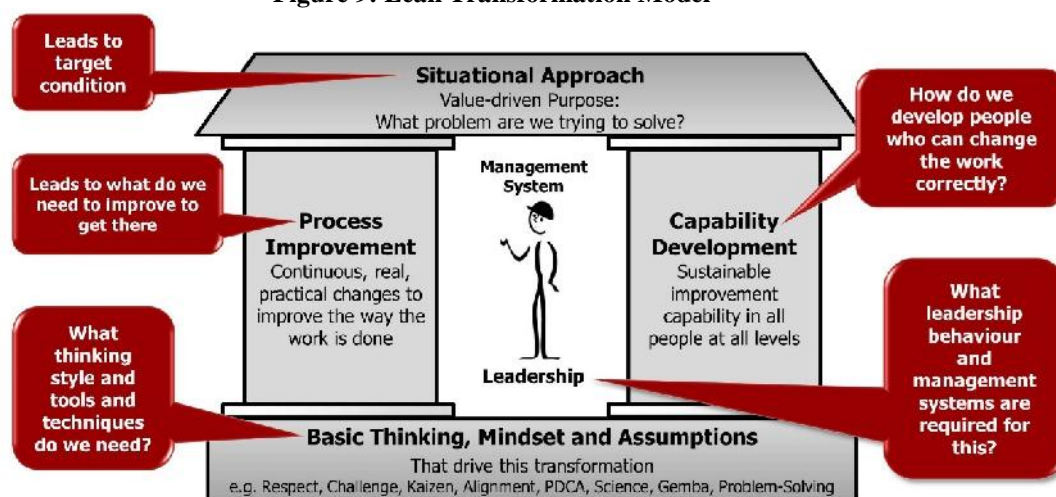 Figure 9: Lean Transformation Model
Leads to
target
condition
Situational Approach
Value-driven Purpose:
What problem are we trying to solve?
How do we
develop people
who can change
the work
correctly?
Leads to what do we
need to improve to
get there
Process
Improvement
Continuous, real,
practical changes to
improve the way the
work is done
Management
System
Leadership
Capability
Development
Sustainable
improvement
capability in all
people at all levels
What
thinking
style and
tools and
techniques
do we need?
What
leadership
behaviour
and
management
systems are
required for
this?
Basic Thinking, Mindset and Assumptions
That drive this transformation
e.g. Respect, Challenge, Kaizen, Alignment, PDCA, Science, Gemba, Problem-Solving